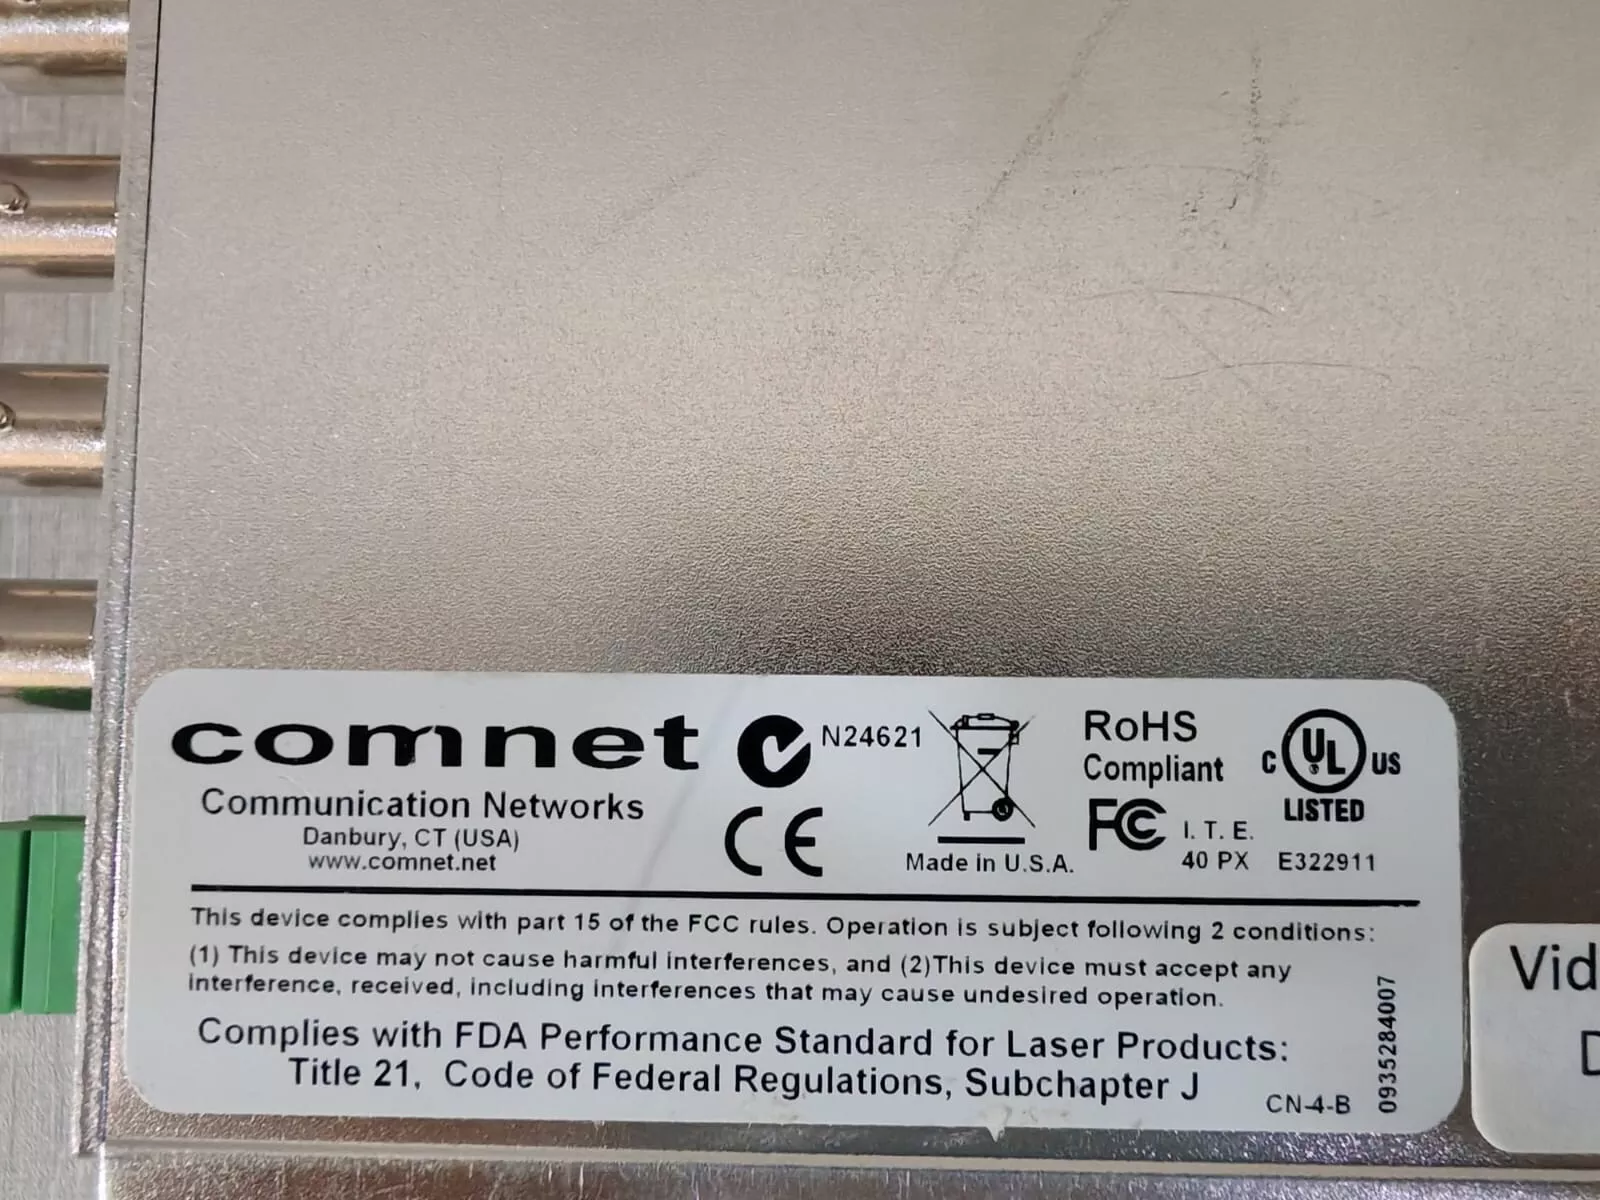 comnet
Communication Networks
Danbury, CT (USA)
www.comnet.net
N24621
CE
Made in U.S.A.
RoHS
Compliant
FC
I. T. E.
40 PX
C UL US
LISTED
E322911
This device complies with part 15 of the FCC rules. Operation is subject following 2 conditions:
(1) This device may not cause harmful interferences, and (2)This device must accept any
interference, received, including interferences that may cause undesired operation.
Complies with FDA Performance Standard for Laser Products:
Title 21, Code of Federal Regulations, Subchapter J
CN-4-B
0935284007
Vid
D